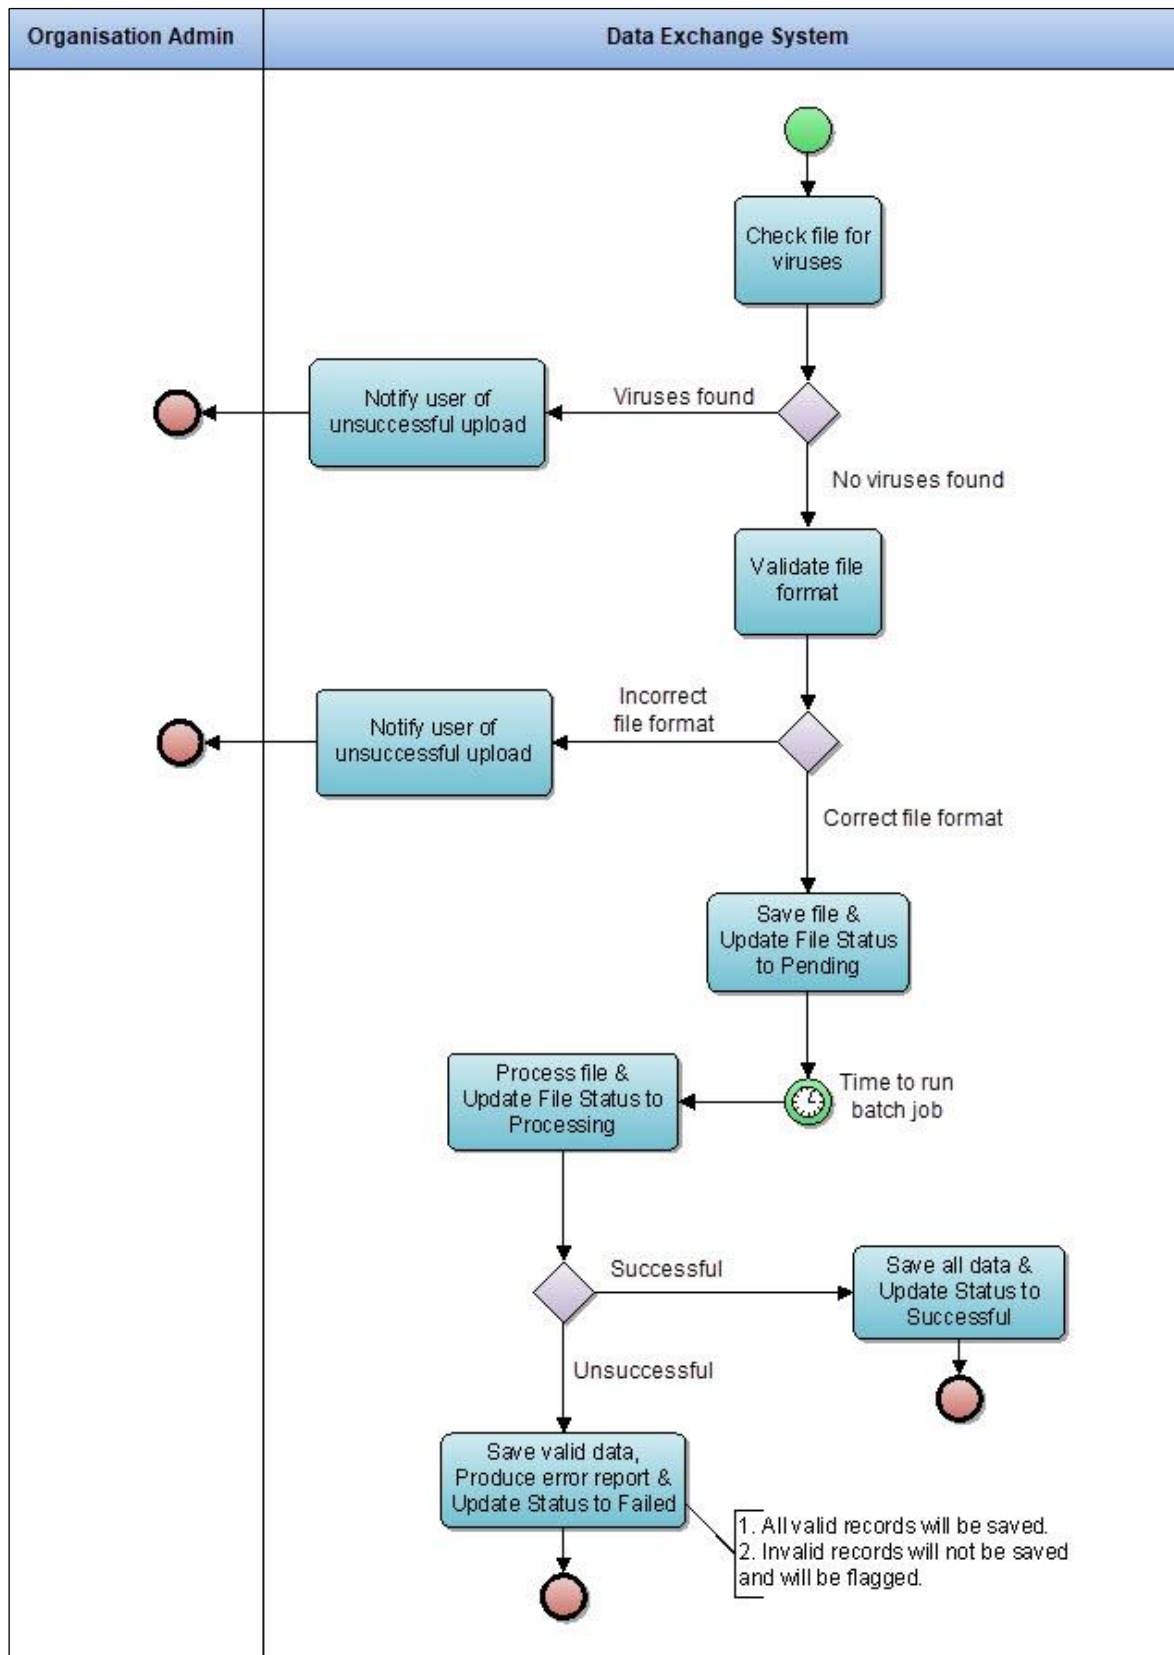 Organisation Admin
Data Exchange System
Check file for
viruses
Notify user of
unsuccessful upload
Viruses found
No viruses found
Validate file
format
Notify user of
unsuccessful upload
Incorrect
file format
Correct file format
Save file &
Update File Status
to Pending
Process file &
Update File Status to
Processing
Time to run
batch job
Successful
Save all data &
Update Status to
Successful
Unsuccessful
Save valid data,
Produce error report &
Update Status to Failed
1. All valid records will be saved.
2. Invalid records will not be saved
and will be flagged.